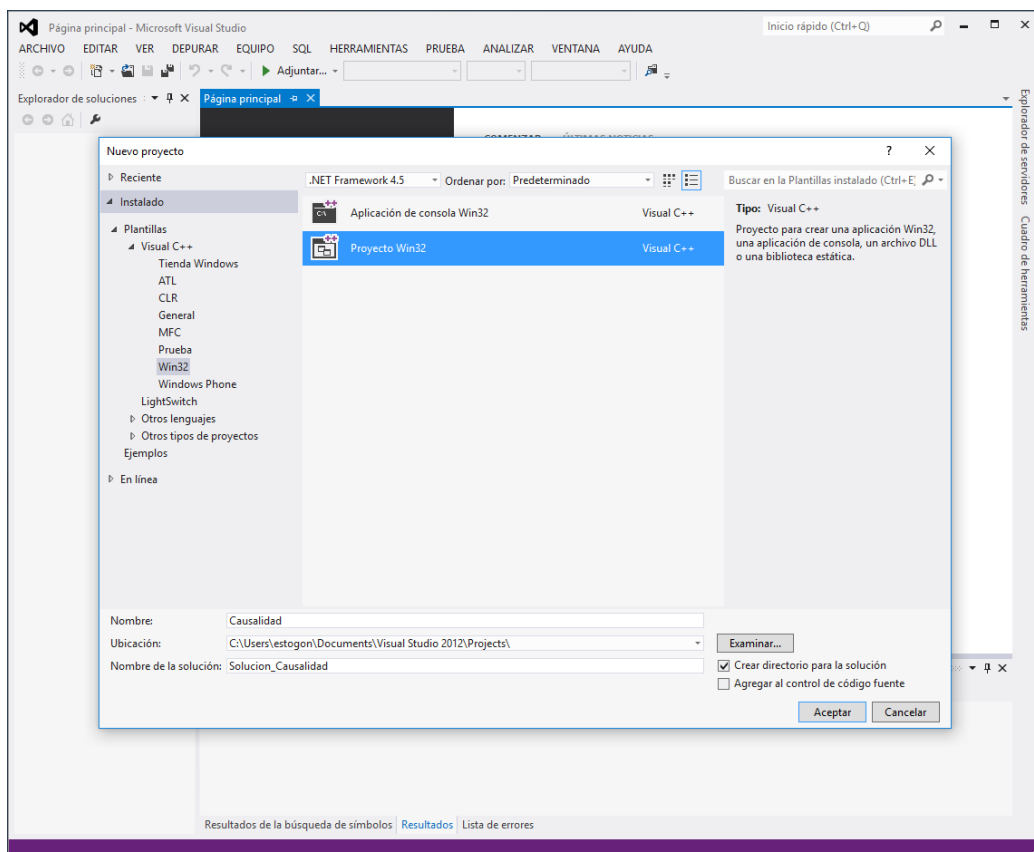 Página principal - Microsoft Visual Studio
Inicio rápido (Ctrl+Q)
ARCHIVO EDITAR VER DEPURAR EQUIPO SQL HERRAMIENTAS PRUEBA ANALIZAR VENTANA AYUDA
Adjuntar...
Explorador de soluciones
Página principal
COMENZAR ÚLTIMAS NOTICIAS
Explorador de servidores
Cuadro de herramientas
Nuevo proyecto
Reciente
.NET Framework 4.5 Ordenar por: Predeterminado
Buscar en la Plantillas instalado (Ctrl+E)
Instalado
Plantillas
Visual C++
Tienda Windows
ATL
CLR
General
MFC
Prueba
Win32
Windows Phone
LightSwitch
Otros lenguajes
Otros tipos de proyectos
Ejemplos
En línea
Aplicación de consola Win32 Visual C++
Proyecto Win32 Visual C++
Tipo: Visual C++
Proyecto para crear una aplicación Win32,
una aplicación de consola, un archivo DLL
o una biblioteca estática.
Nombre: Causalidad
Ubicación: C:\Users\estogon\Documents\Visual Studio 2012\Projects\
Examinar...
Nombre de la solución: Solucion_Causalidad
Crear directorio para la solución
Agregar al control de código fuente
Aceptar Cancelar
Resultados de la búsqueda de símbolos Resultados Lista de errores